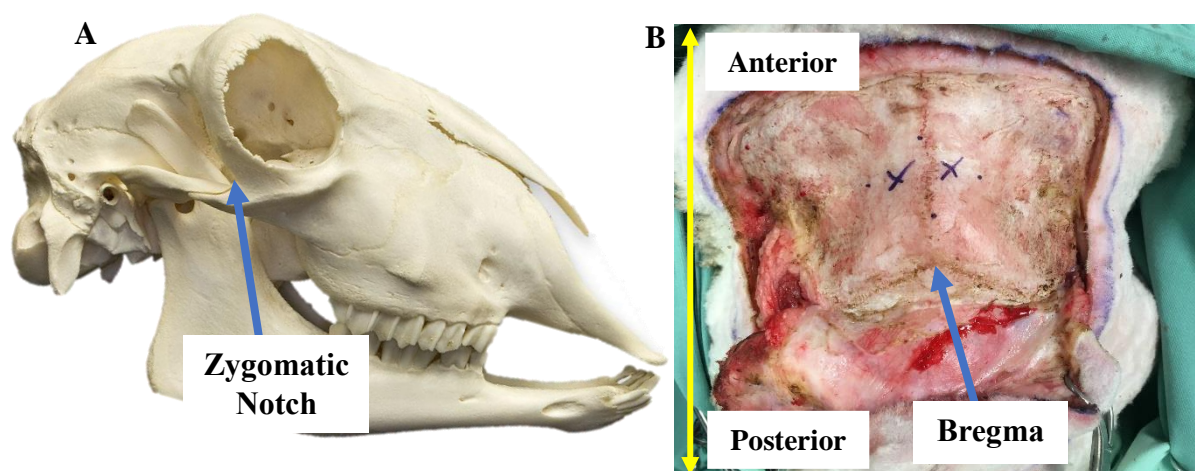 A
Zygomatic
Notch
B
Anterior
Posterior
Bregma